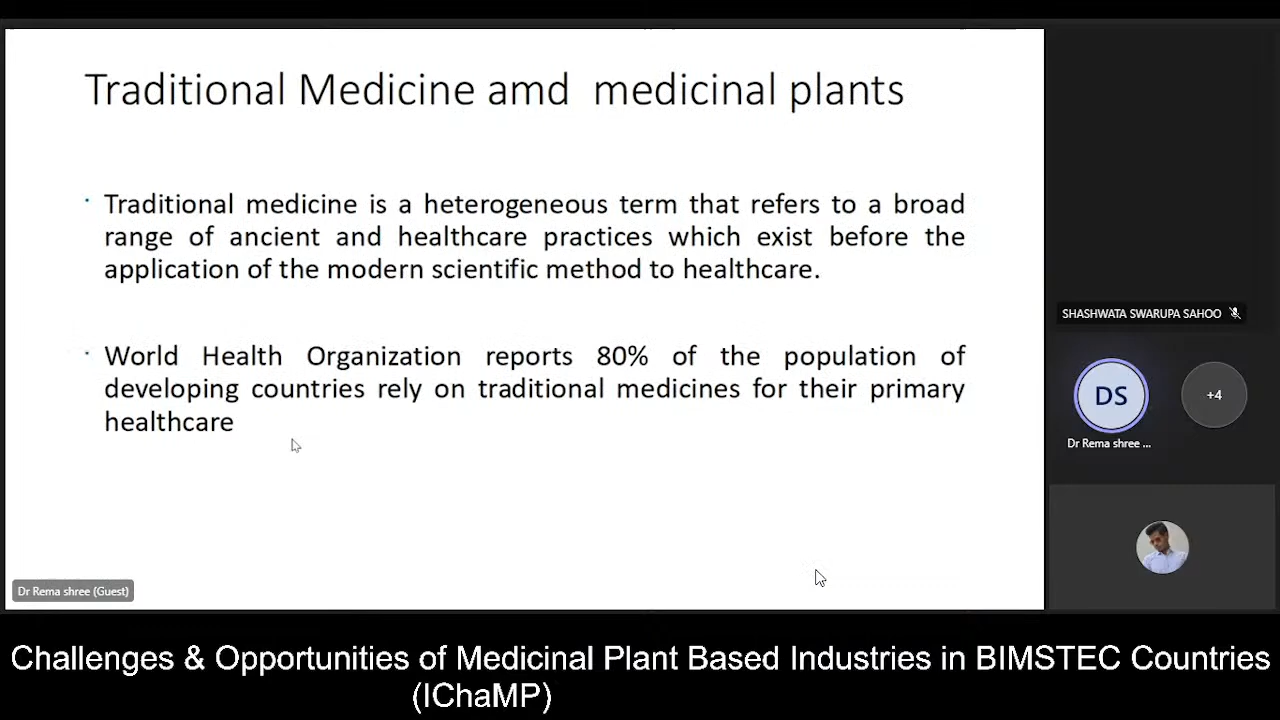 Traditional Medicine amd medicinal plants
Traditional medicine is a heterogeneous term that refers to a broad
range of ancient and healthcare practices which exist before the
application of the modern scientific method to healthcare.
World Health Organization reports 80% of the population of
developing countries rely on traditional medicines for their primary
healthcare
Dr Rema shree (Guest)
SHASHWATA SWARUPA SAHOO
DS
+4
Dr Rema shree ...
Challenges & Opportunities of Medicinal Plant Based Industries in BIMSTEC Countries
(IChaMP)